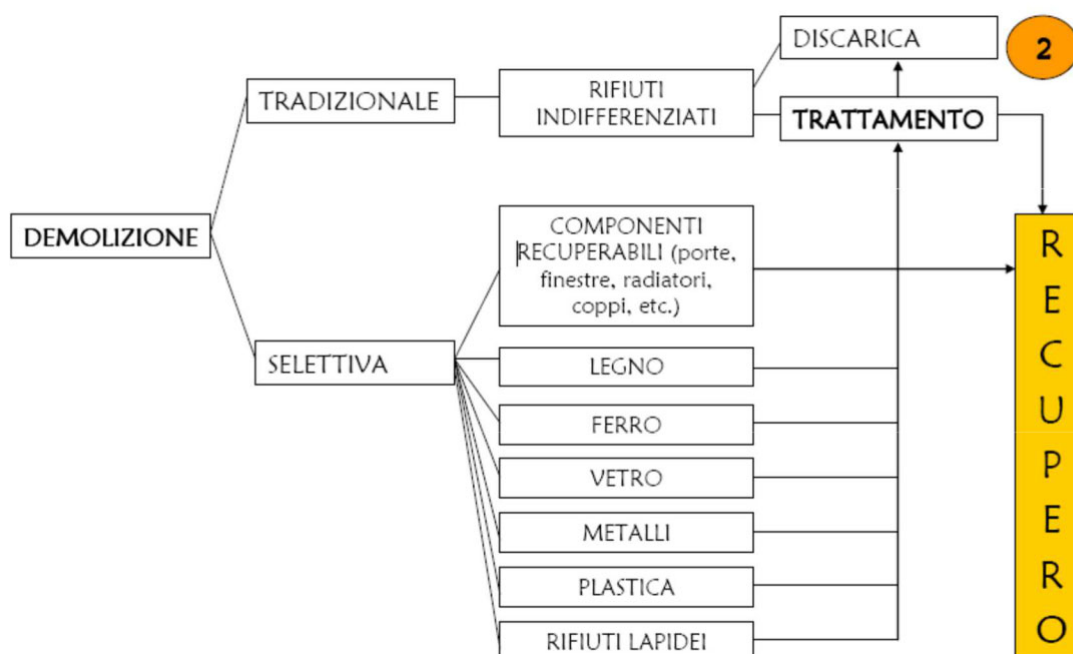 DISCARICA
2
TRADIZIONALE
RIFIUTI
INDIFFERENZIATI
TRATTAMENTO
DEMOLIZIONE
COMPONENTI
RECUPERABILI (porte,
finestre, radiatori,
coppi, etc.)
SELETTIVA
LEGNO
FERRO
VETRO
METALLI
PLASTICA
RIFIUTI LAPIDEI
R
E
C
U
P
E
R
O